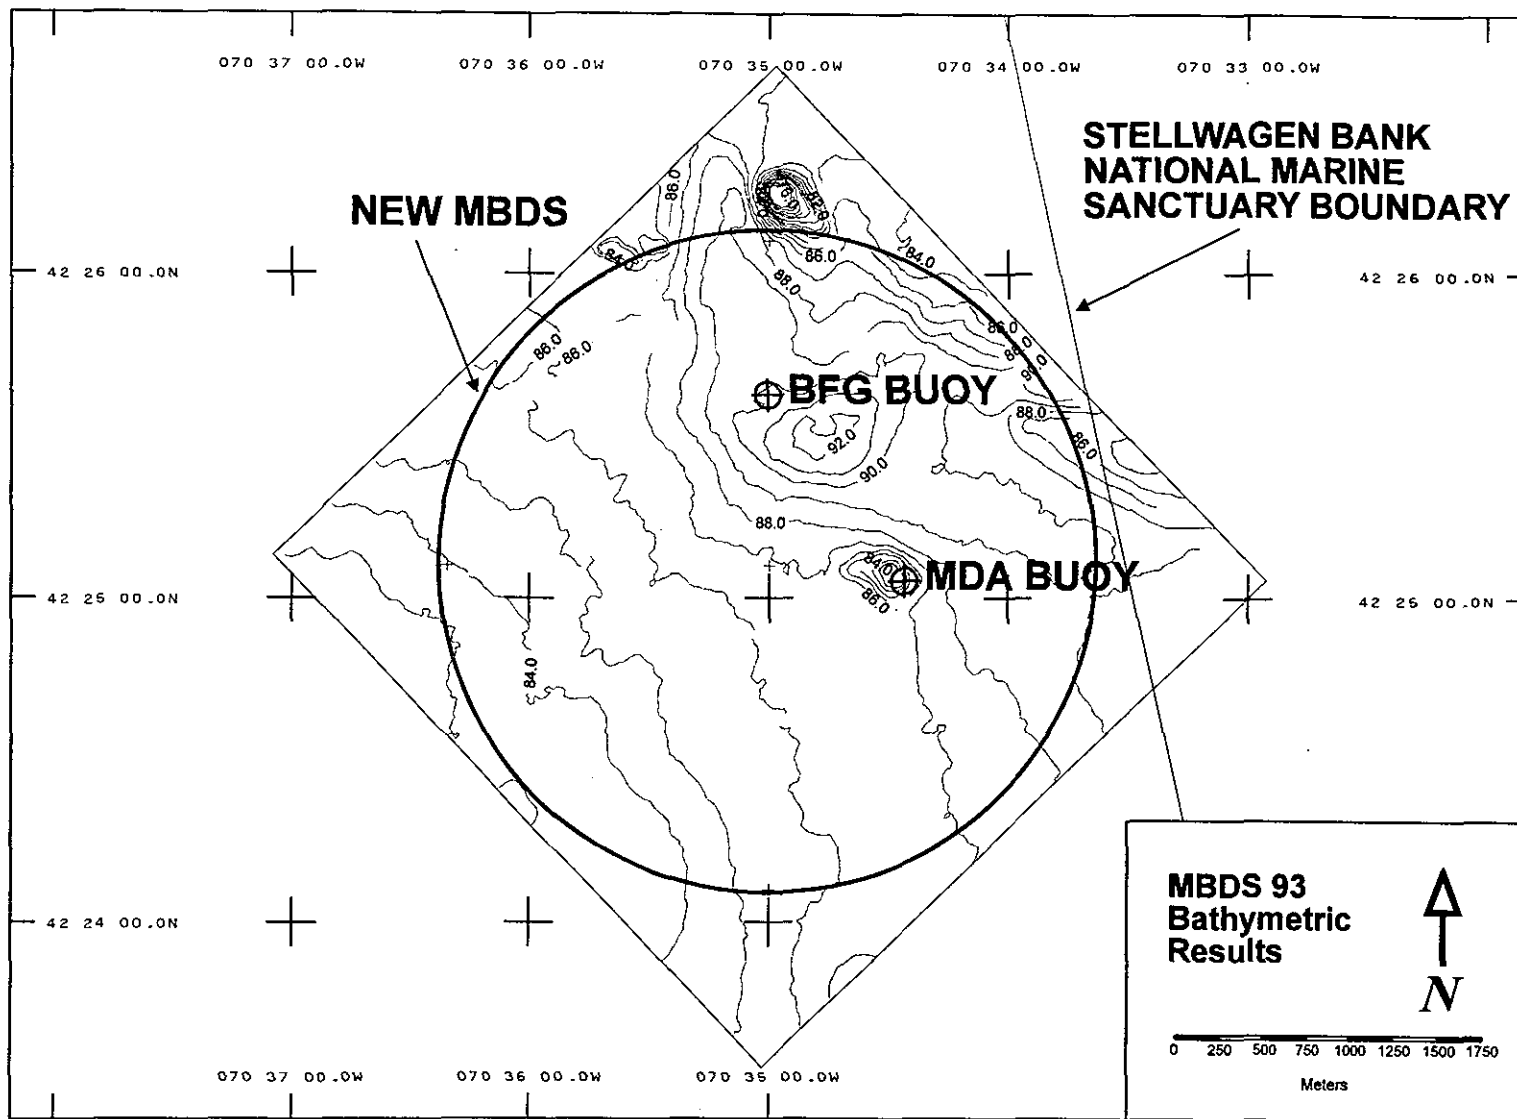 070 37 00.0W
070 36 00.0W
070 35 00.0W
070 34 00.0W
070 33 00.0W
STELLWAGEN BANK
NATIONAL MARINE
SANCTUARY BOUNDARY
NEW MBDS
86.0
82.0
84.0
86.0
84.0
88.0
42 26 00.0N
42 26 00.0N
86.0
88.0
90.0
86.0
86.0
BFG BUOY
88.0
86.0
92.0
90.0
88.0
84.0
MDA BUOY
86.0
42 25 00.0N
42 25 00.0N
84.0
MBDS 93
Bathymetric
Results
N
42 24 00.0N
0 250 500 750 1000 1250 1500 1750
Meters
070 37 00.0W
070 36 00.0W
070 35 00.0W